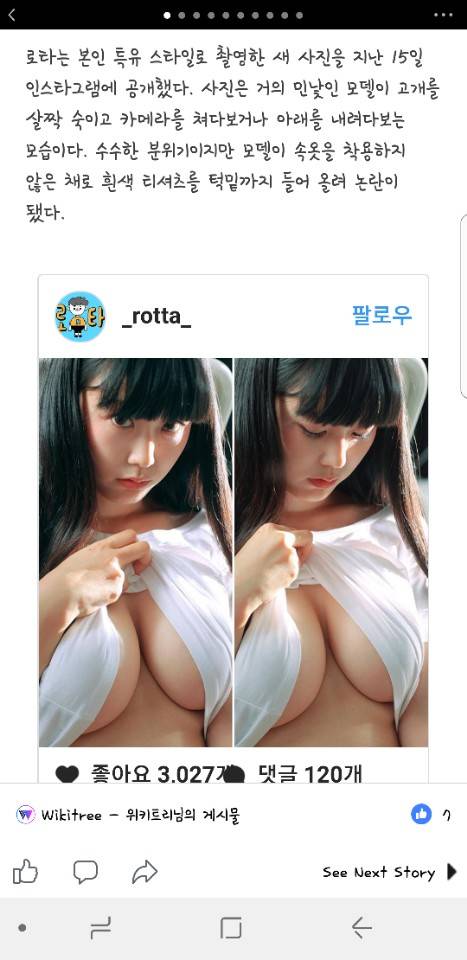 로타는 본인 특유 스타일로 촬영한 새 사진을 지난 15일
인스타그램에 공개했다. 사진은 거의 민낯인 모델이 고개를
살짝 숙이고 카메라를 쳐다보거나 아래를 내려다보는
모습이다. 수수한 분위기이지만 모델이 속옷을 착용하지
않은 채로 흰색 티셔츠를 턱밑까지 들어 올려 논란이
됐다.
로타
_rotta_
팔로우
좋아요 3,027개 댓글 120개
Wikitree - 위키트리님의 게시물
7
See Next Story